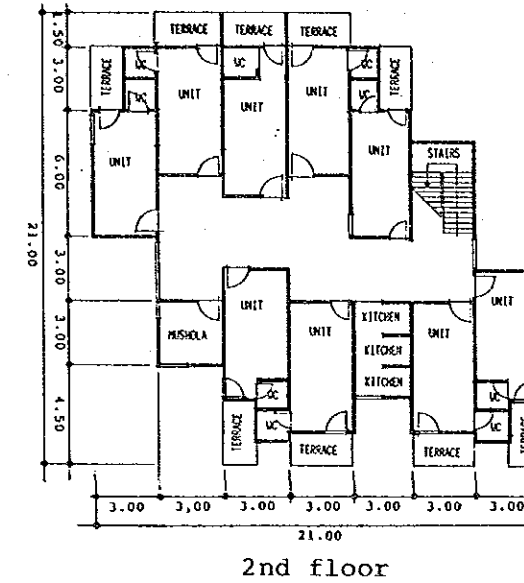 TERRACE TERRACE TERRACE
1.50
3.00
6.00
3.00
3.00
4.50
21.00
TERRACE WC WC WC TERRACE
WC WC
UNIT UNIT UNIT
UNIT UNIT STAIRS
UNIT UNIT UNIT UNIT
MUSHOLA KITCHEN
KITCHEN
KITCHEN
WC WC
WC WC
TERRACE TERRACE TERRACE
3.00 3,00 3.00 3.00 3.00 3.00 3.00
21.00
2nd floor